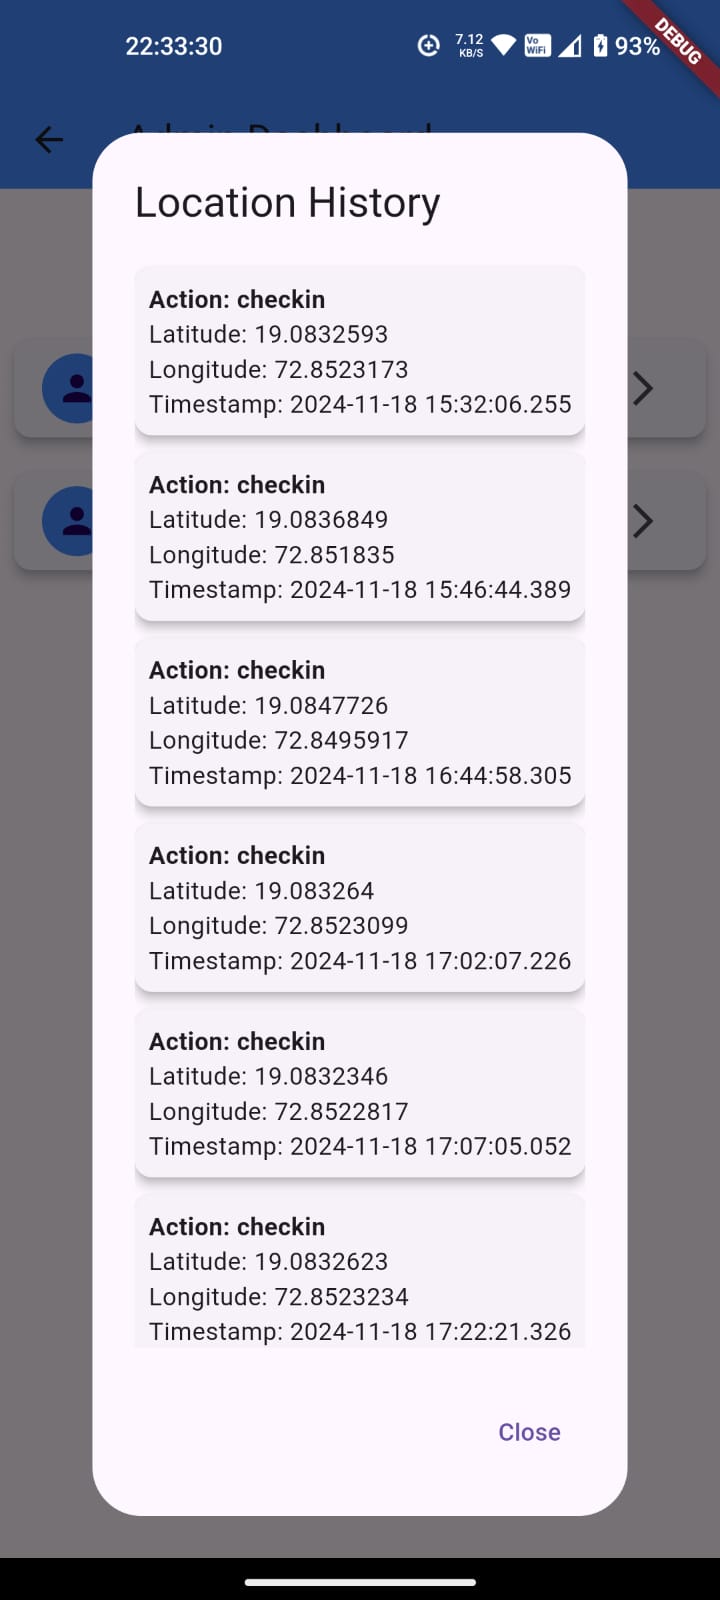 22:33:30
7.12
KB/S
Vo
WiFi
93%
DEBUG
Admin Dashboard
Location History
Action: checkin
Latitude: 19.0832593
Longitude: 72.8523173
Timestamp: 2024-11-18 15:32:06.255
Action: checkin
Latitude: 19.0836849
Longitude: 72.851835
Timestamp: 2024-11-18 15:46:44.389
Action: checkin
Latitude: 19.0847726
Longitude: 72.8495917
Timestamp: 2024-11-18 16:44:58.305
Action: checkin
Latitude: 19.083264
Longitude: 72.8523099
Timestamp: 2024-11-18 17:02:07.226
Action: checkin
Latitude: 19.0832346
Longitude: 72.8522817
Timestamp: 2024-11-18 17:07:05.052
Action: checkin
Latitude: 19.0832623
Longitude: 72.8523234
Timestamp: 2024-11-18 17:22:21.326
Close